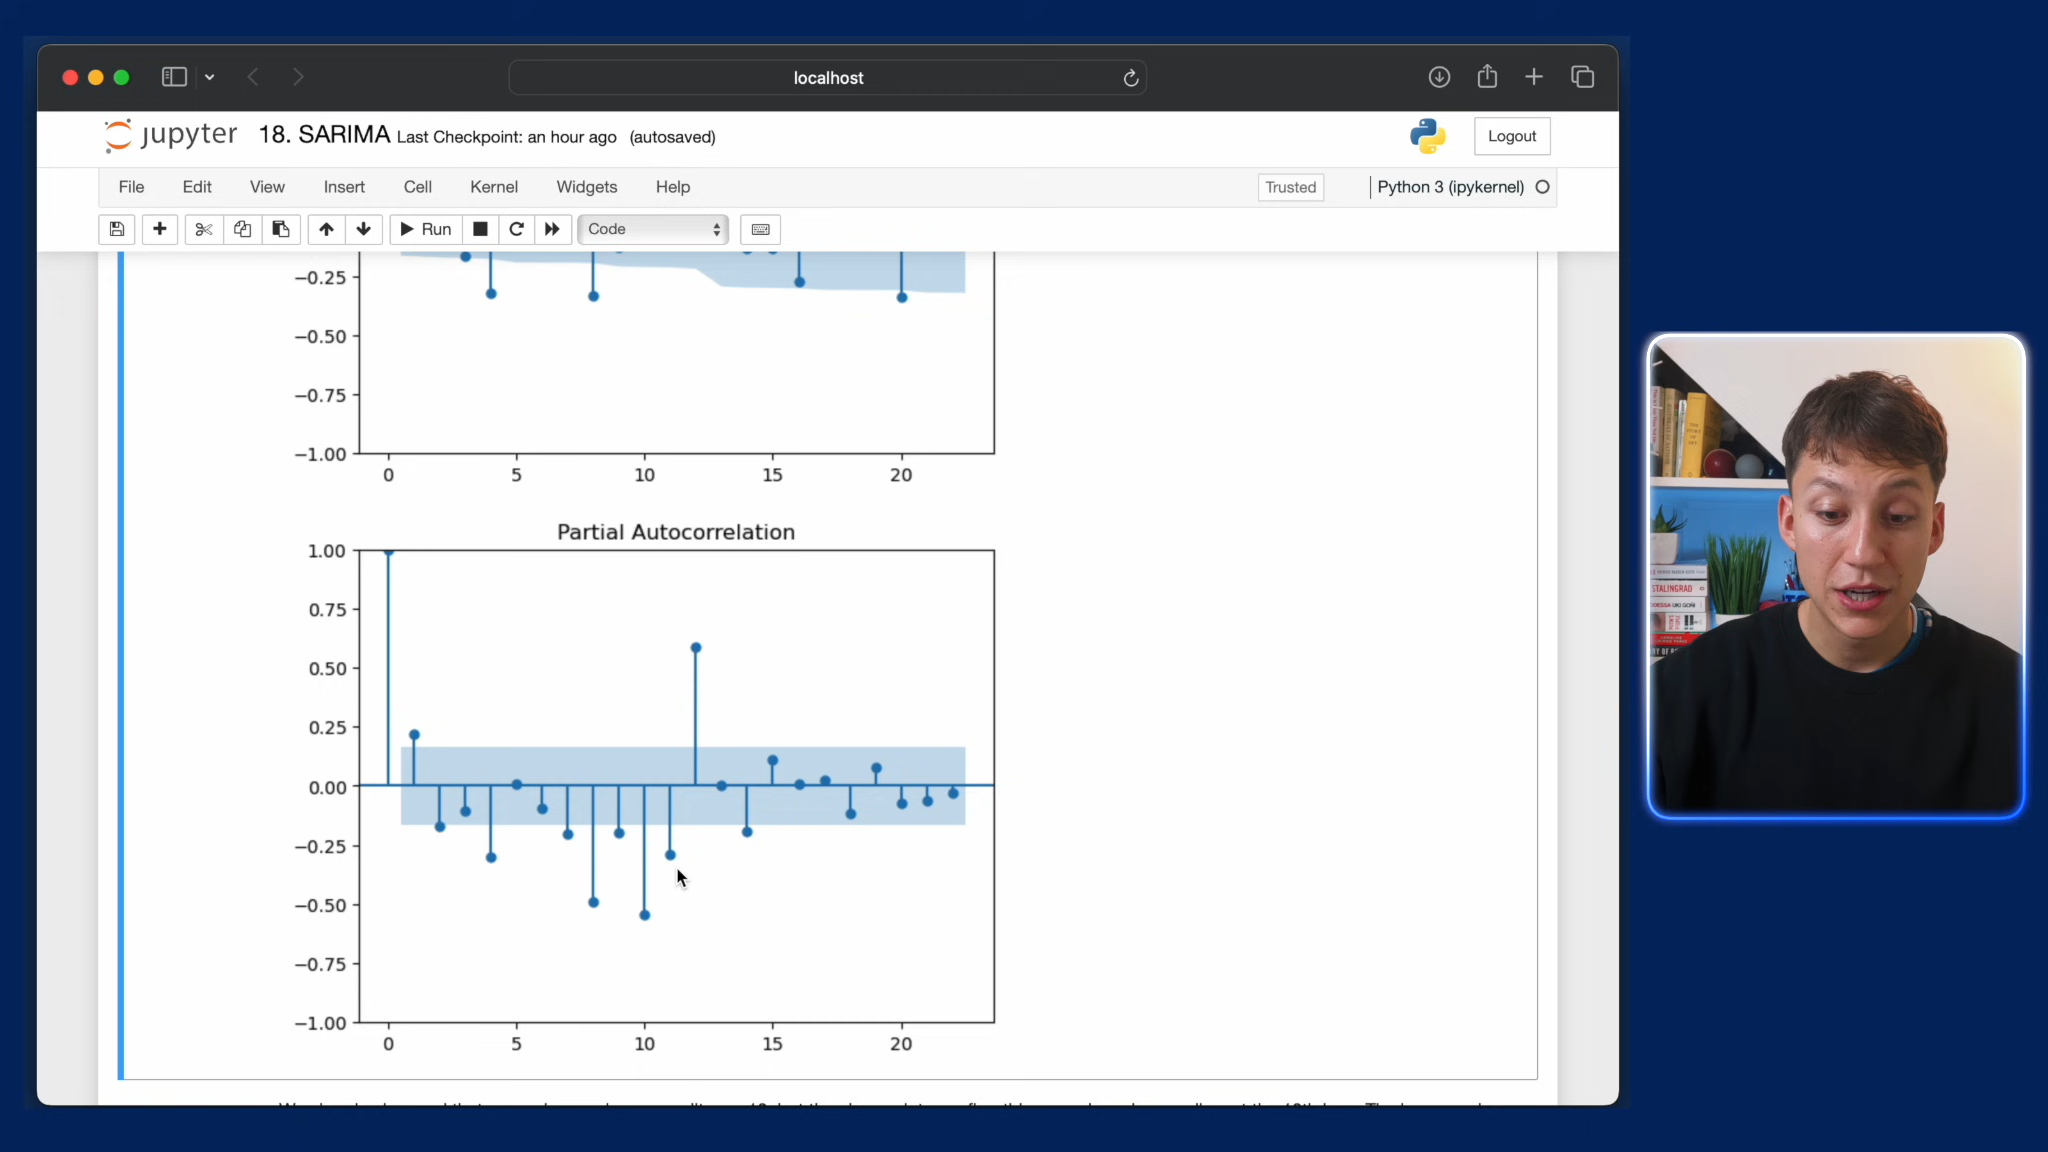 localhost
jupyter 18. SARIMA Last Checkpoint: an hour ago (autosaved)
Logout
File Edit View Insert Cell Kernel Widgets Help
Trusted
Python 3 (ipykernel)
Run
Code
−0.25
−0.50
−0.75
−1.00
0 5 10 15 20
Partial Autocorrelation
1.00
0.75
0.50
0.25
0.00
−0.25
−0.50
−0.75
−1.00
0 5 10 15 20
STALINGRAD